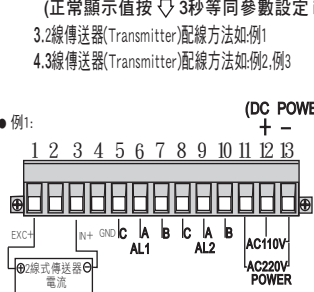 (正常顯示值按 3秒等同參數設定
3.2線傳送器(Transmitter)配線方法如:例1
4.3線傳送器(Transmitter)配線方法如:例2,例3
(DC POWE
+ −
● 例1:
1 2 3 4 5 6 7 8 9 10 11 12 13
EXC+ IN+ GND C A B C A B
AL1 AL2 AC110V
⊕2線式傳送器⊖ AC220V
電流 POWER